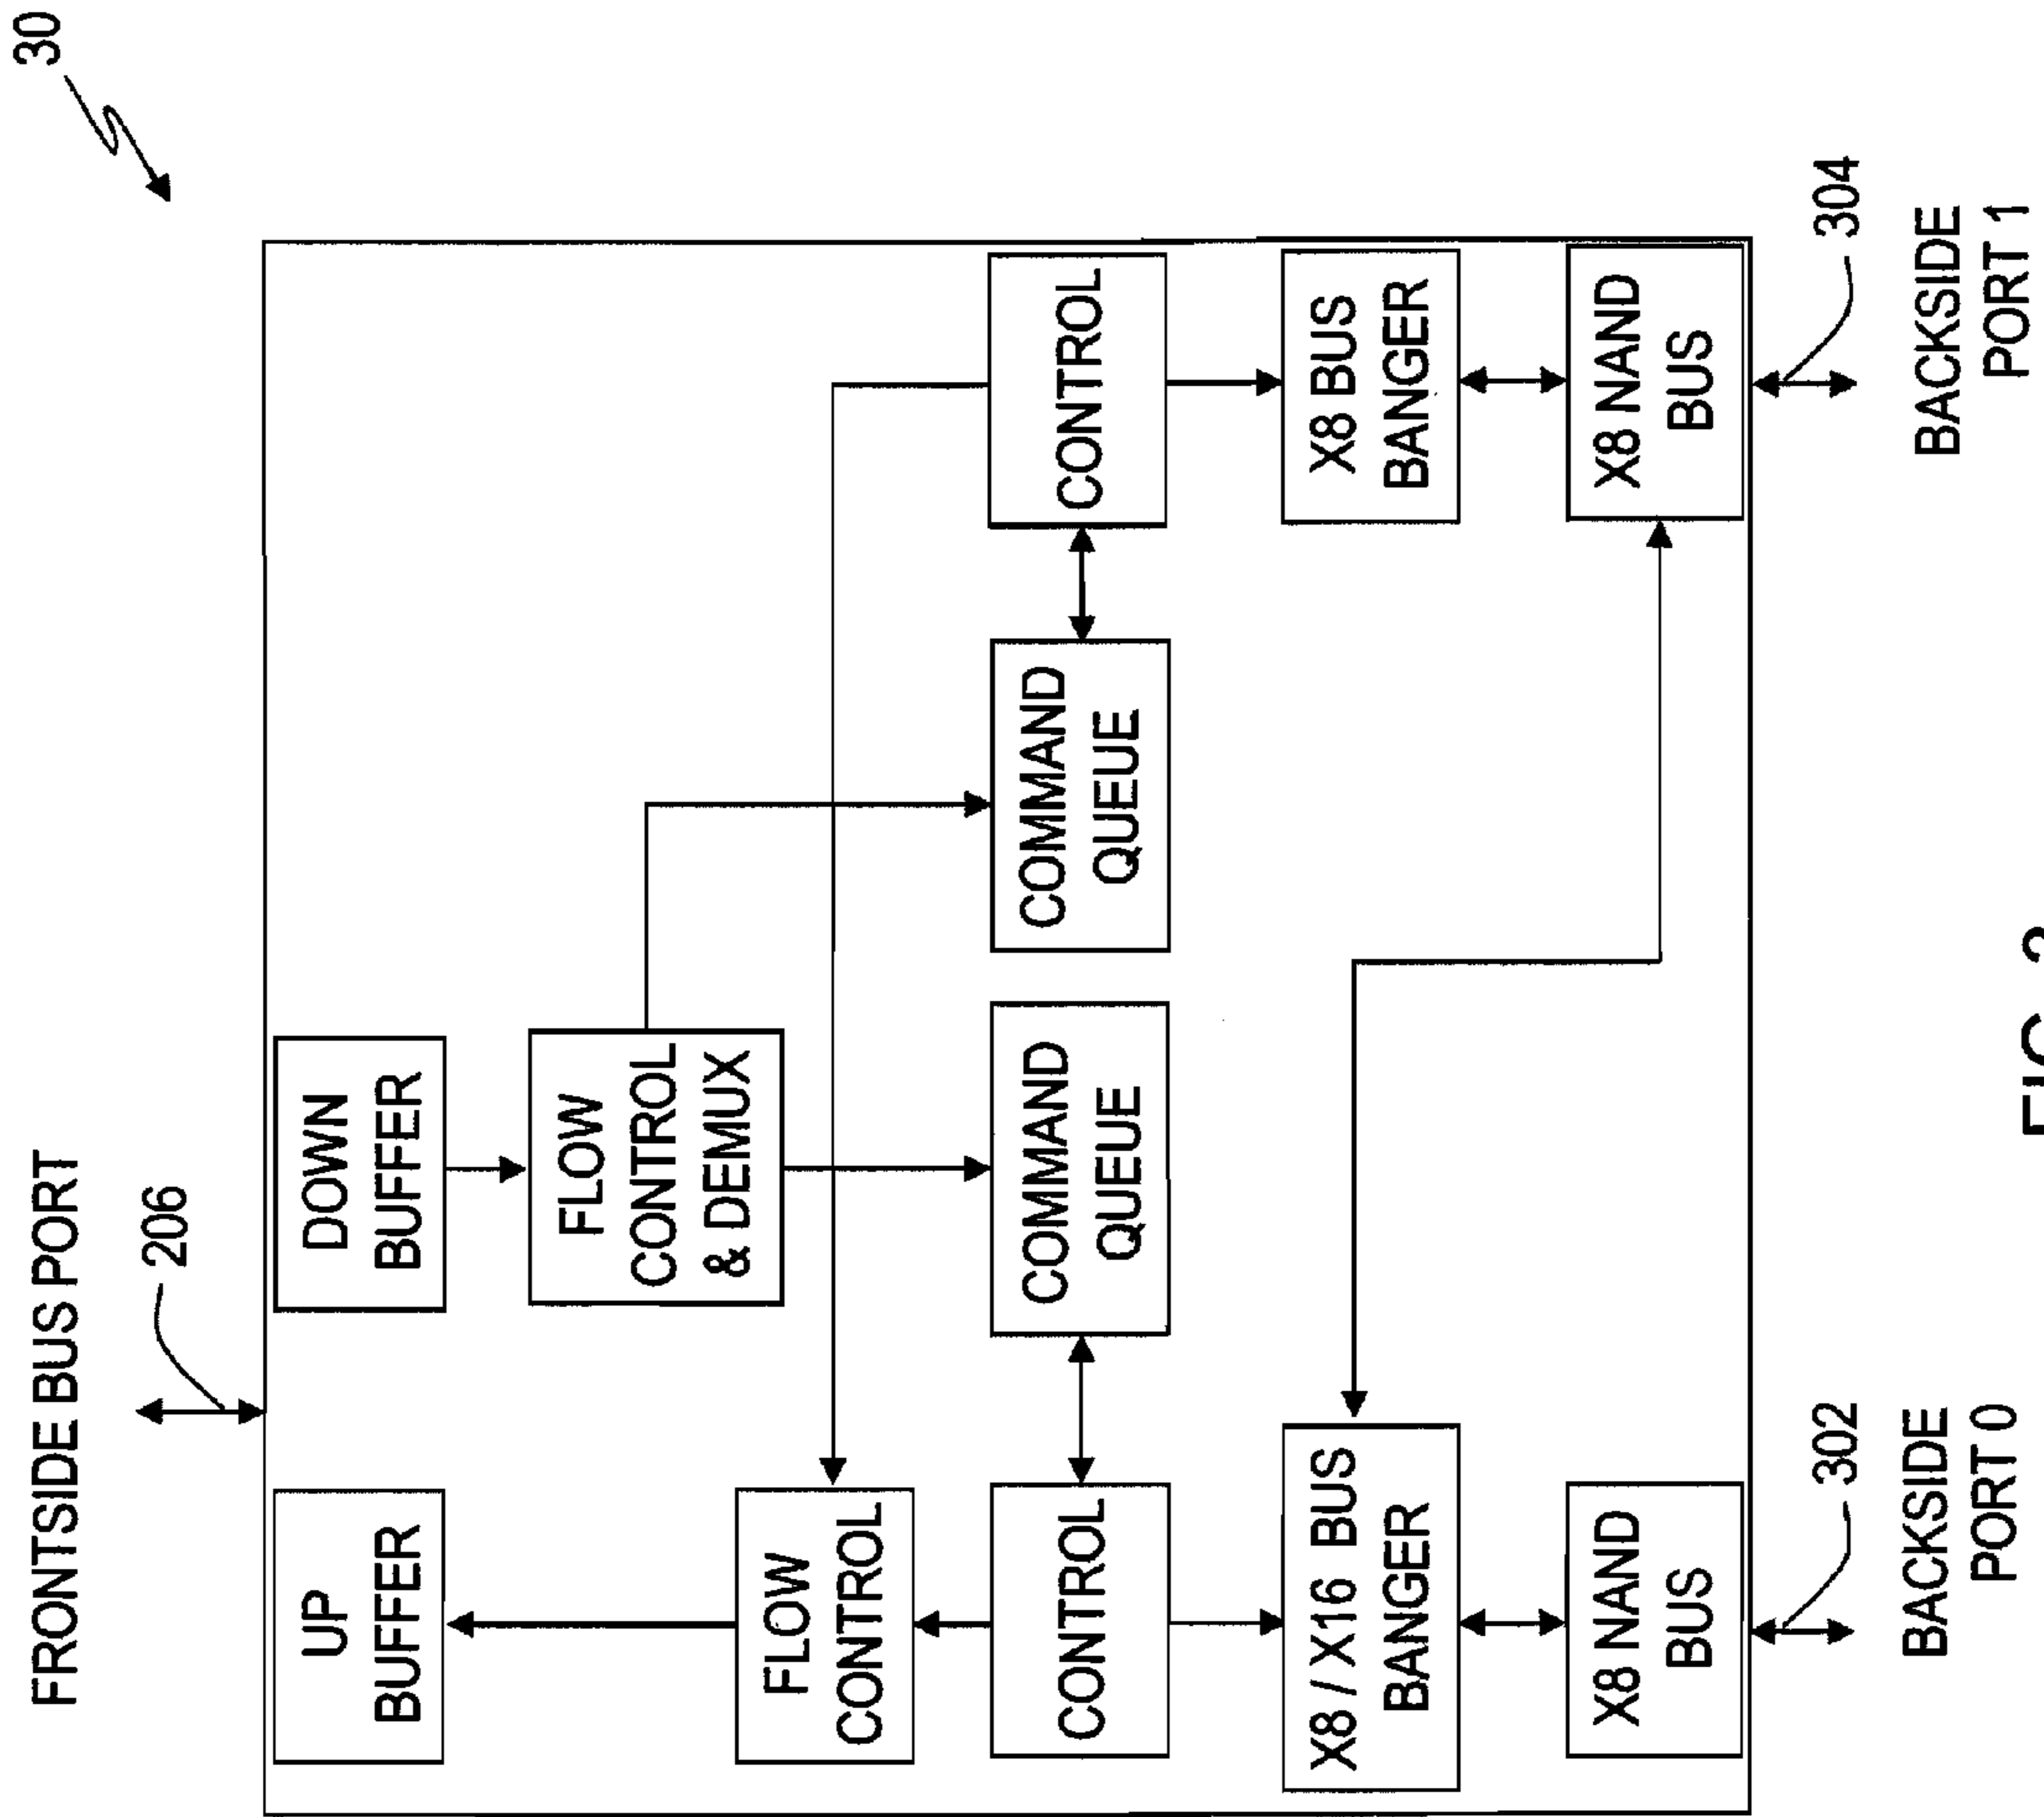 30
FRONTSIDE BUS PORT
206
UP
BUFFER
DOWN
BUFFER
FLOW
CONTROL
& DEMUX
FLOW
CONTROL
CONTROL
COMMAND
QUEUE
COMMAND
QUEUE
CONTROL
X8 / X16 BUS
BANGER
X8 BUS
BANGER
X8 NAND
BUS
X8 NAND
BUS
302
304
BACKSIDE
PORT 0
BACKSIDE
PORT 1
FIG.